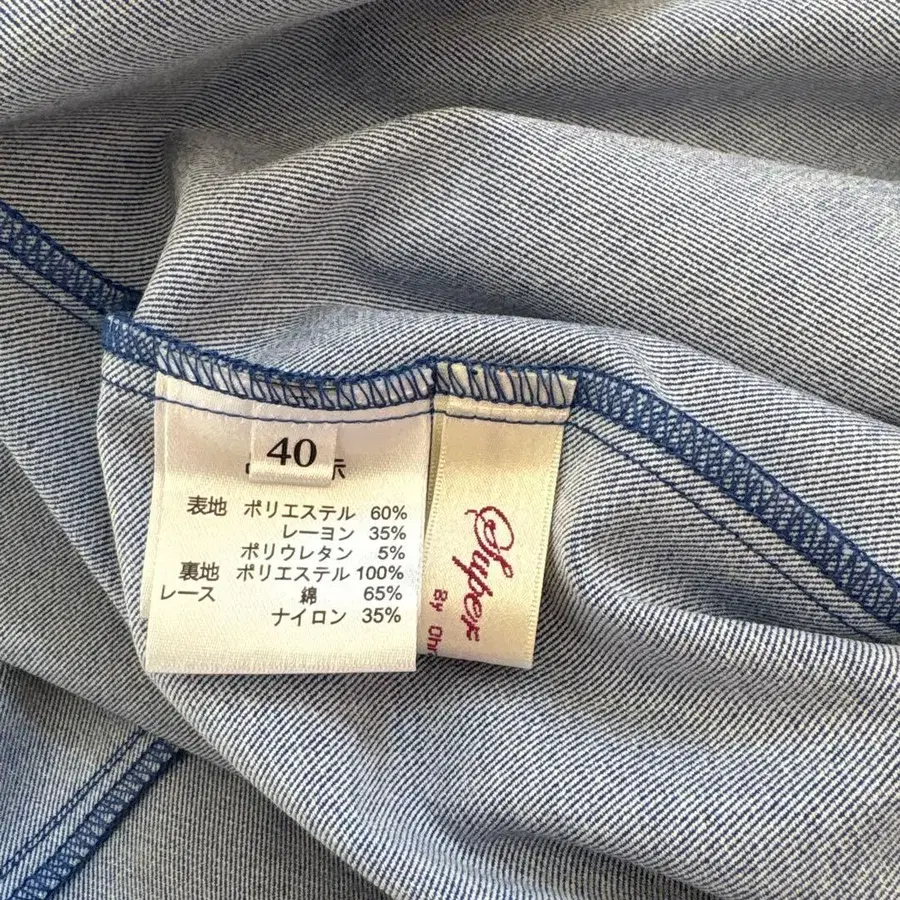 40
示
表地 ポリエステル 60%
レーヨン 35%
ポリウレタン 5%
裏地 ポリエステル 100%
レース 綿 65%
ナイロン 35%
Super
By